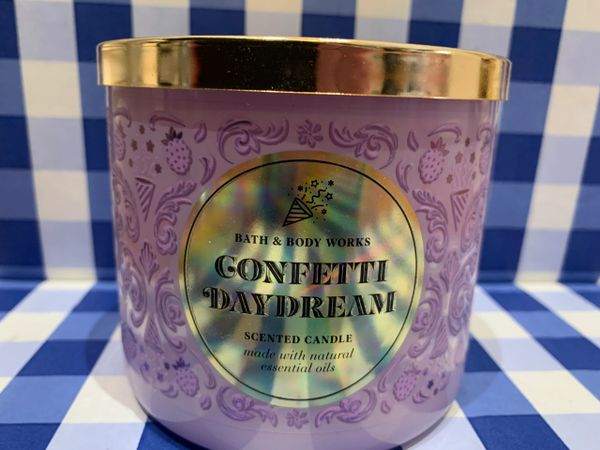 BATH & BODY WORKS
CONFETTI
DAYDREAM
SCENTED CANDLE
made with natural
essential oils